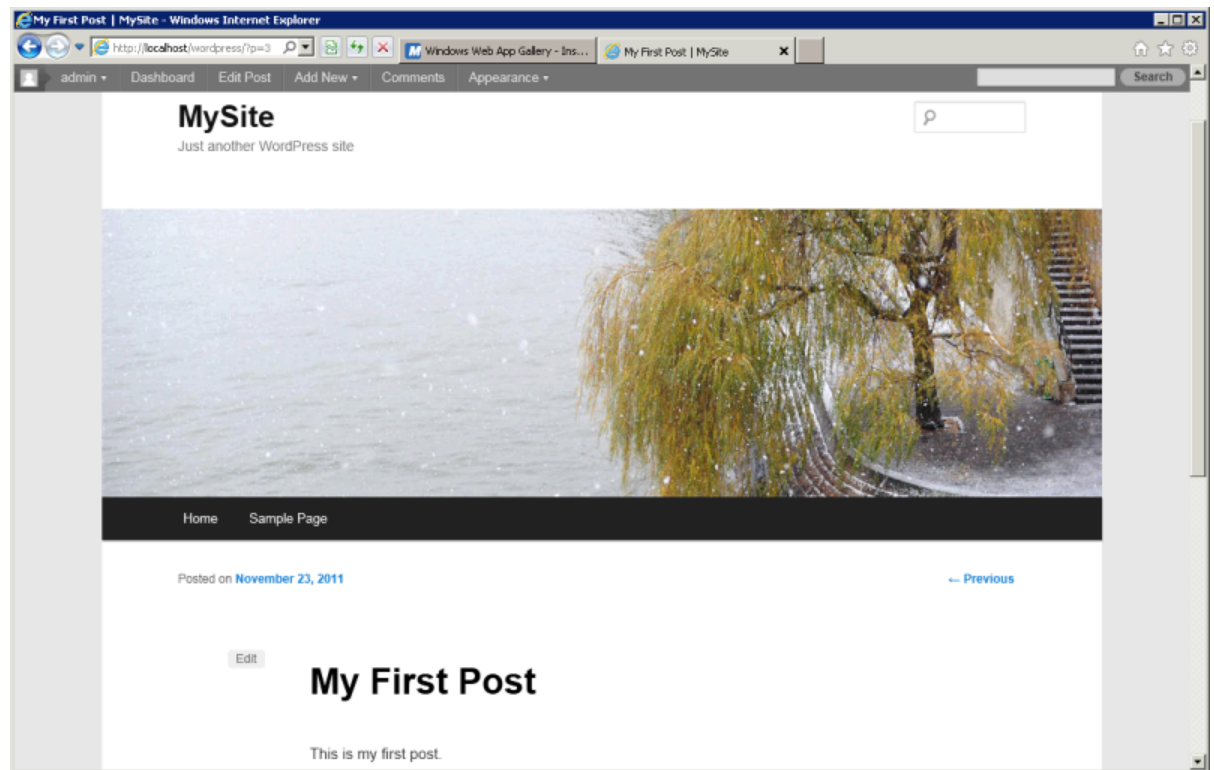 My First Post | MySite - Windows Internet Explorer
http://localhost/wordpress/?p=3
Windows Web App Gallery - Ins...
My First Post | MySite
admin
Dashboard
Edit Post
Add New
Comments
Appearance
Search
MySite
Just another WordPress site
Home
Sample Page
Posted on November 23, 2011
← Previous
Edit
My First Post
This is my first post.